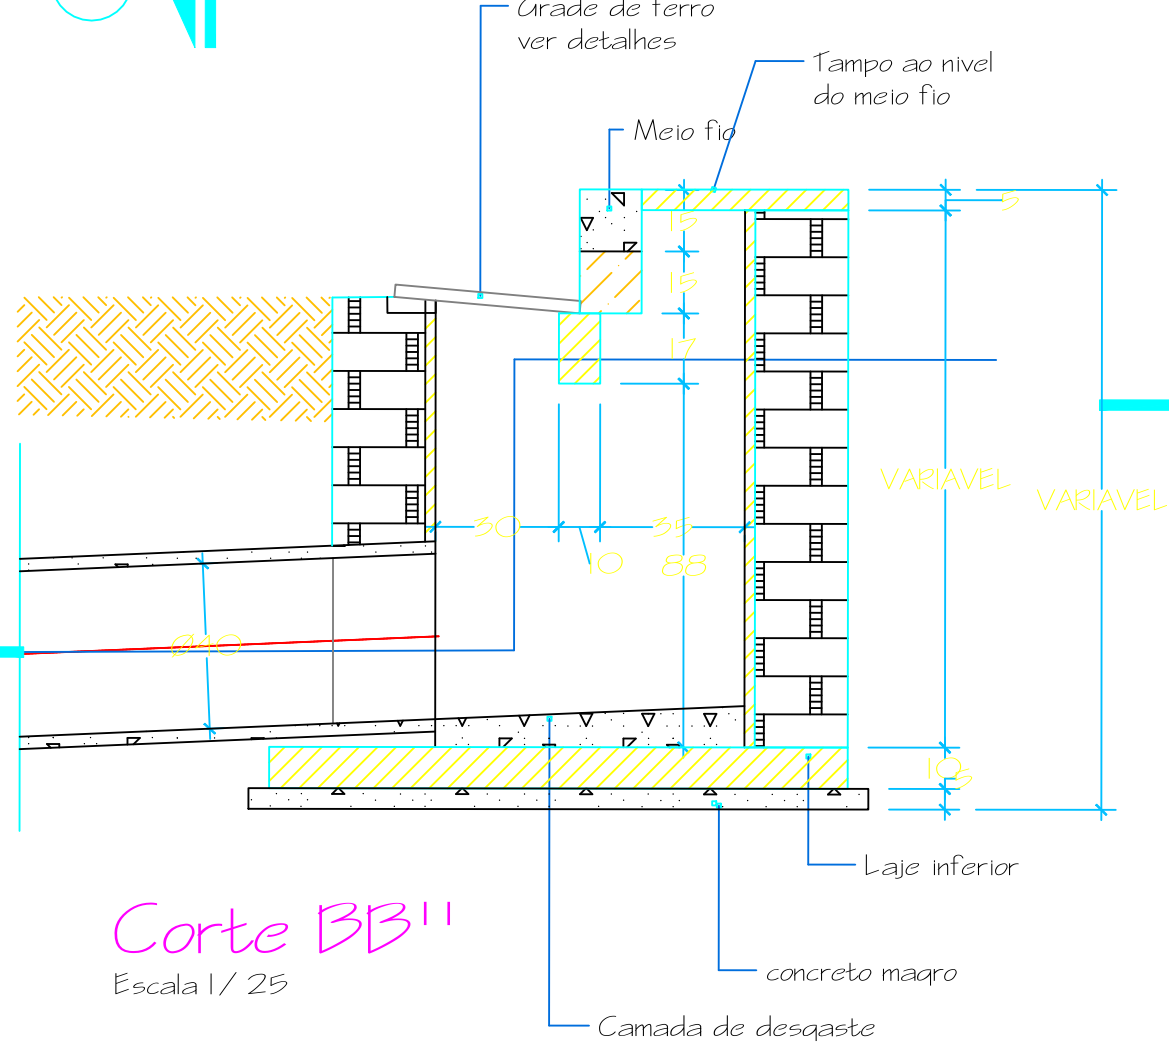 Grade de ferro
ver detalhes
Tampo ao nivel
do meio fio
Meio fio
5
15
15
17
VARIAVEL
VARIAVEL
30
35
10
88
Ø40
10
5
Laje inferior
Corte BB''
Escala 1/25
concreto magro
Camada de desgaste